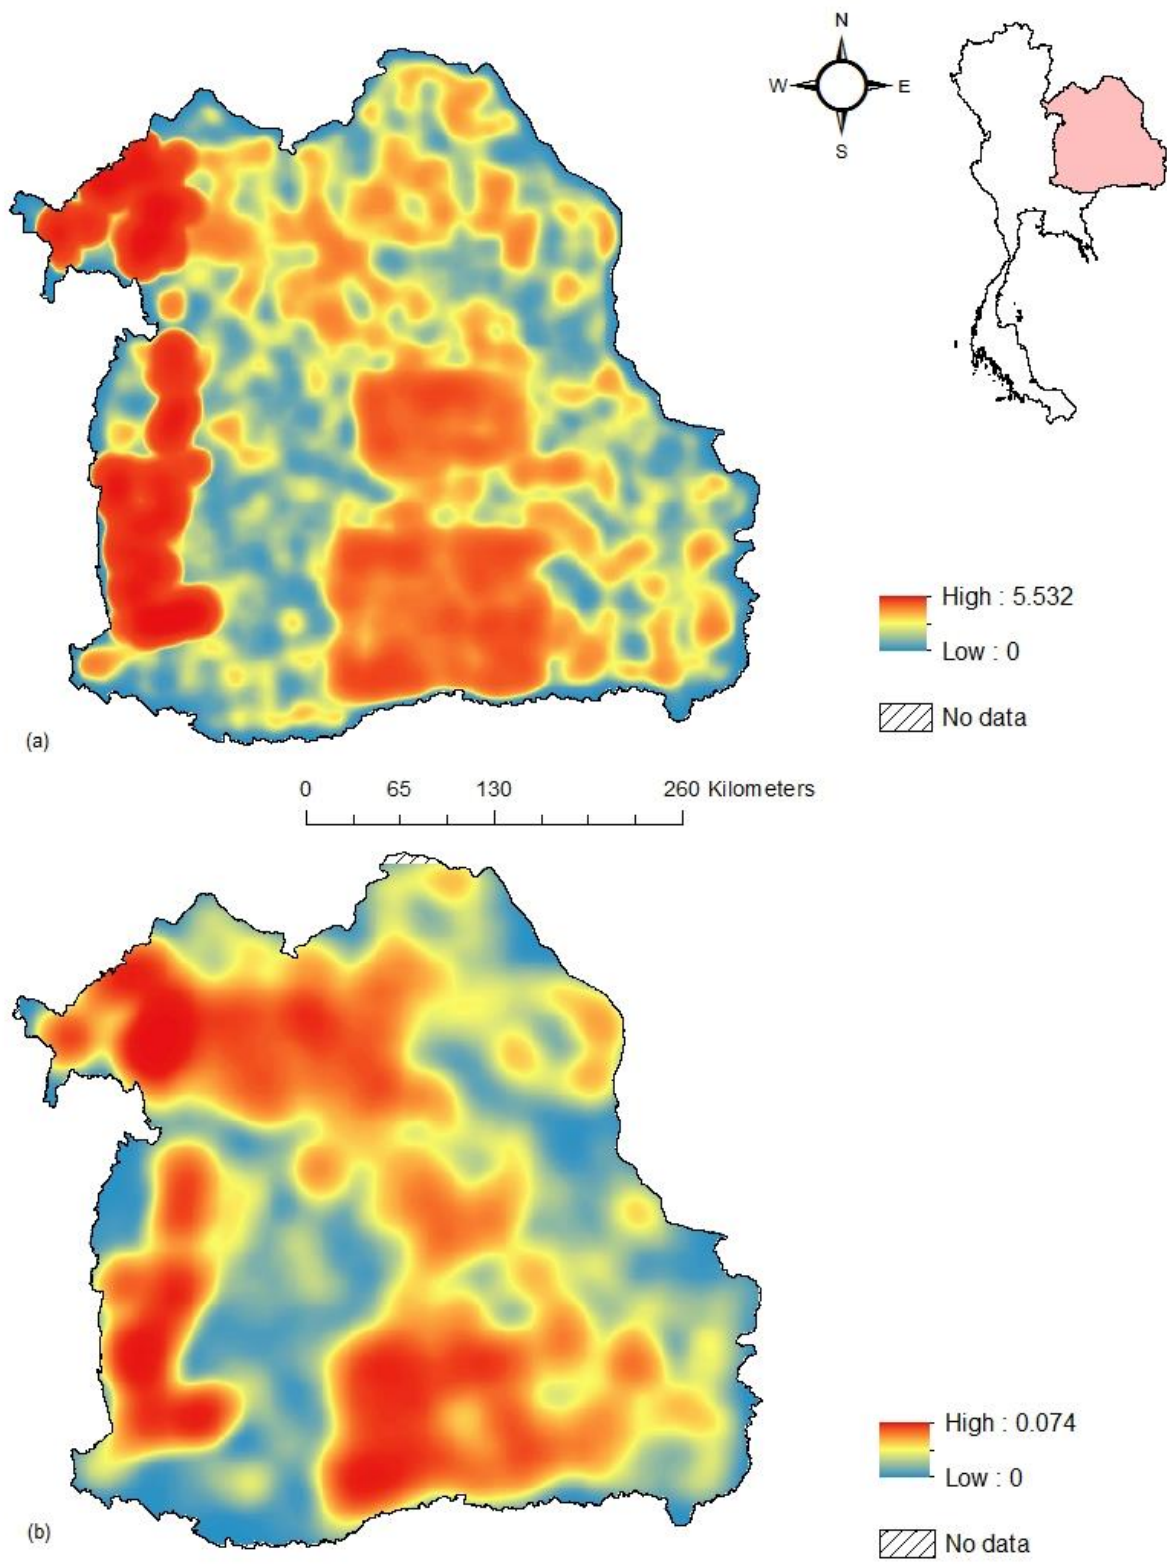 N
W E
S
High : 5.532
Low : 0
No data
(a)
0 65 130 260 Kilometers
High : 0.074
Low : 0
(b)
No data